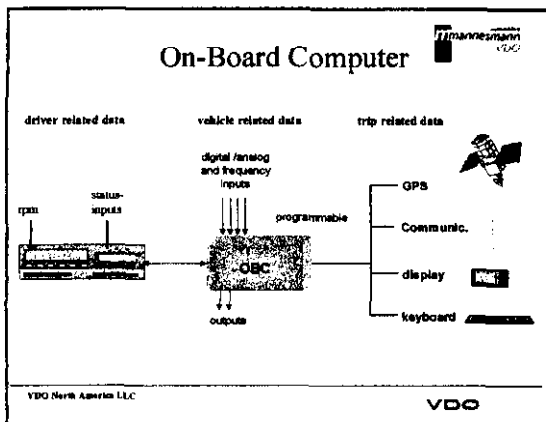 mannesmann
VDO
On-Board Computer
driver related data
vehicle related data
trip related data
digital /analog
and frequency
inputs
status-
inputs
rpm
programmable
OBC
outputs
GPS
Communic.
display
keyboard
VDO North America LLC
VDO